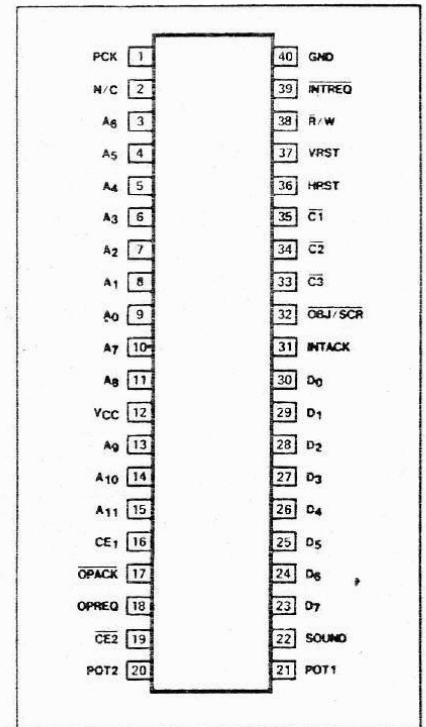 PCK 1 40 GND
N/C 2 39 INTREQ
A6 3 38 R/W
A5 4 37 VRST
A4 5 36 HRST
A3 6 35 C1
A2 7 34 C2
A1 8 33 C3
A0 9 32 OBJ/SCR
A7 10 31 INTACK
A8 11 30 D0
VCC 12 29 D1
A9 13 28 D2
A10 14 27 D3
A11 15 26 D4
CE1 16 25 D5
OPACK 17 24 D6
OPREQ 18 23 D7
CE2 19 22 SOUND
POT2 20 21 POT1